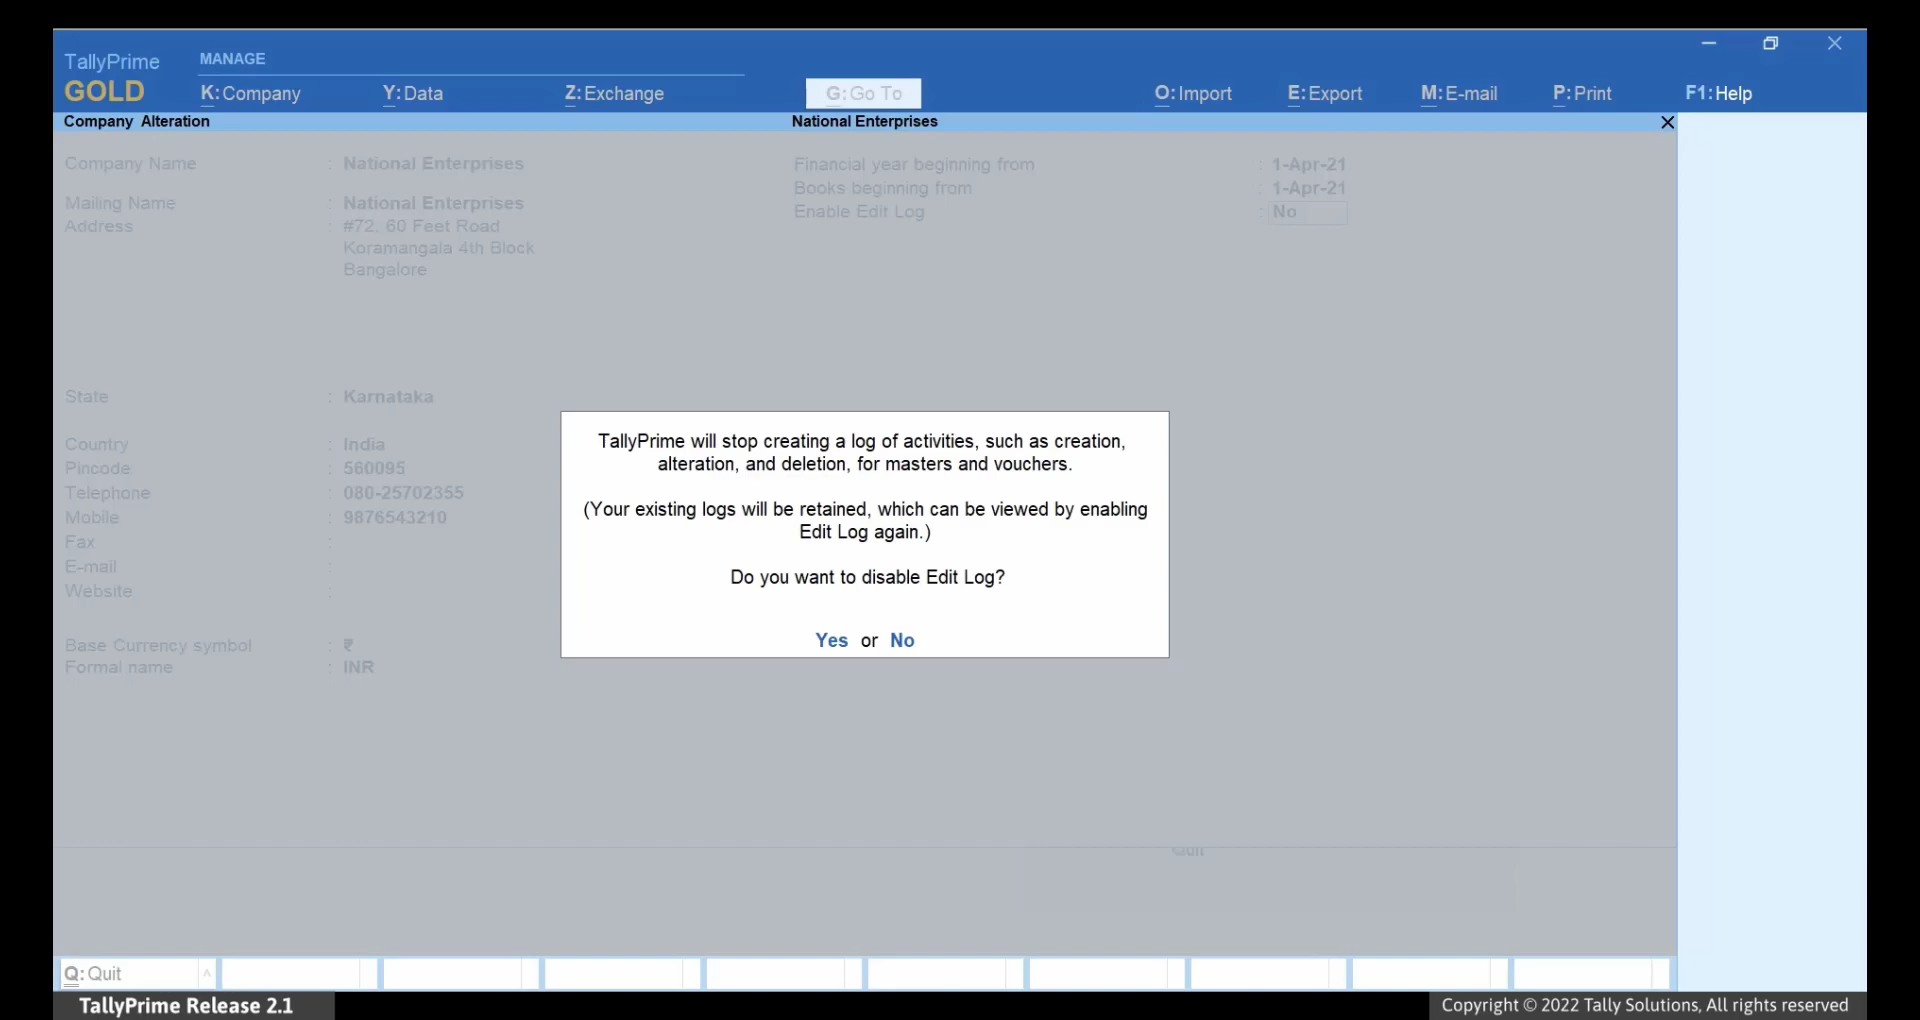 TallyPrime
GOLD
MANAGE
K:Company
Y:Data
Z:Exchange
G:Go To
O:Import
E:Export
M:E-mail
P:Print
F1:Help
Company Alteration
National Enterprises
Company Name : National Enterprises
Mailing Name : National Enterprises
Address : #72, 60 Feet Road
Koramangala 4th Block
Bangalore
State : Karnataka
Country : India
Pincode : 560095
Telephone : 080-25702355
Mobile : 9876543210
Fax :
E-mail :
Website :
Base Currency symbol : ₹
Formal name : INR
Financial year beginning from : 1-Apr-21
Books beginning from : 1-Apr-21
Enable Edit Log : No
TallyPrime will stop creating a log of activities, such as creation,
alteration, and deletion, for masters and vouchers.
(Your existing logs will be retained, which can be viewed by enabling
Edit Log again.)
Do you want to disable Edit Log?
Yes or No
Q:Quit
TallyPrime Release 2.1
Copyright © 2022 Tally Solutions, All rights reserved